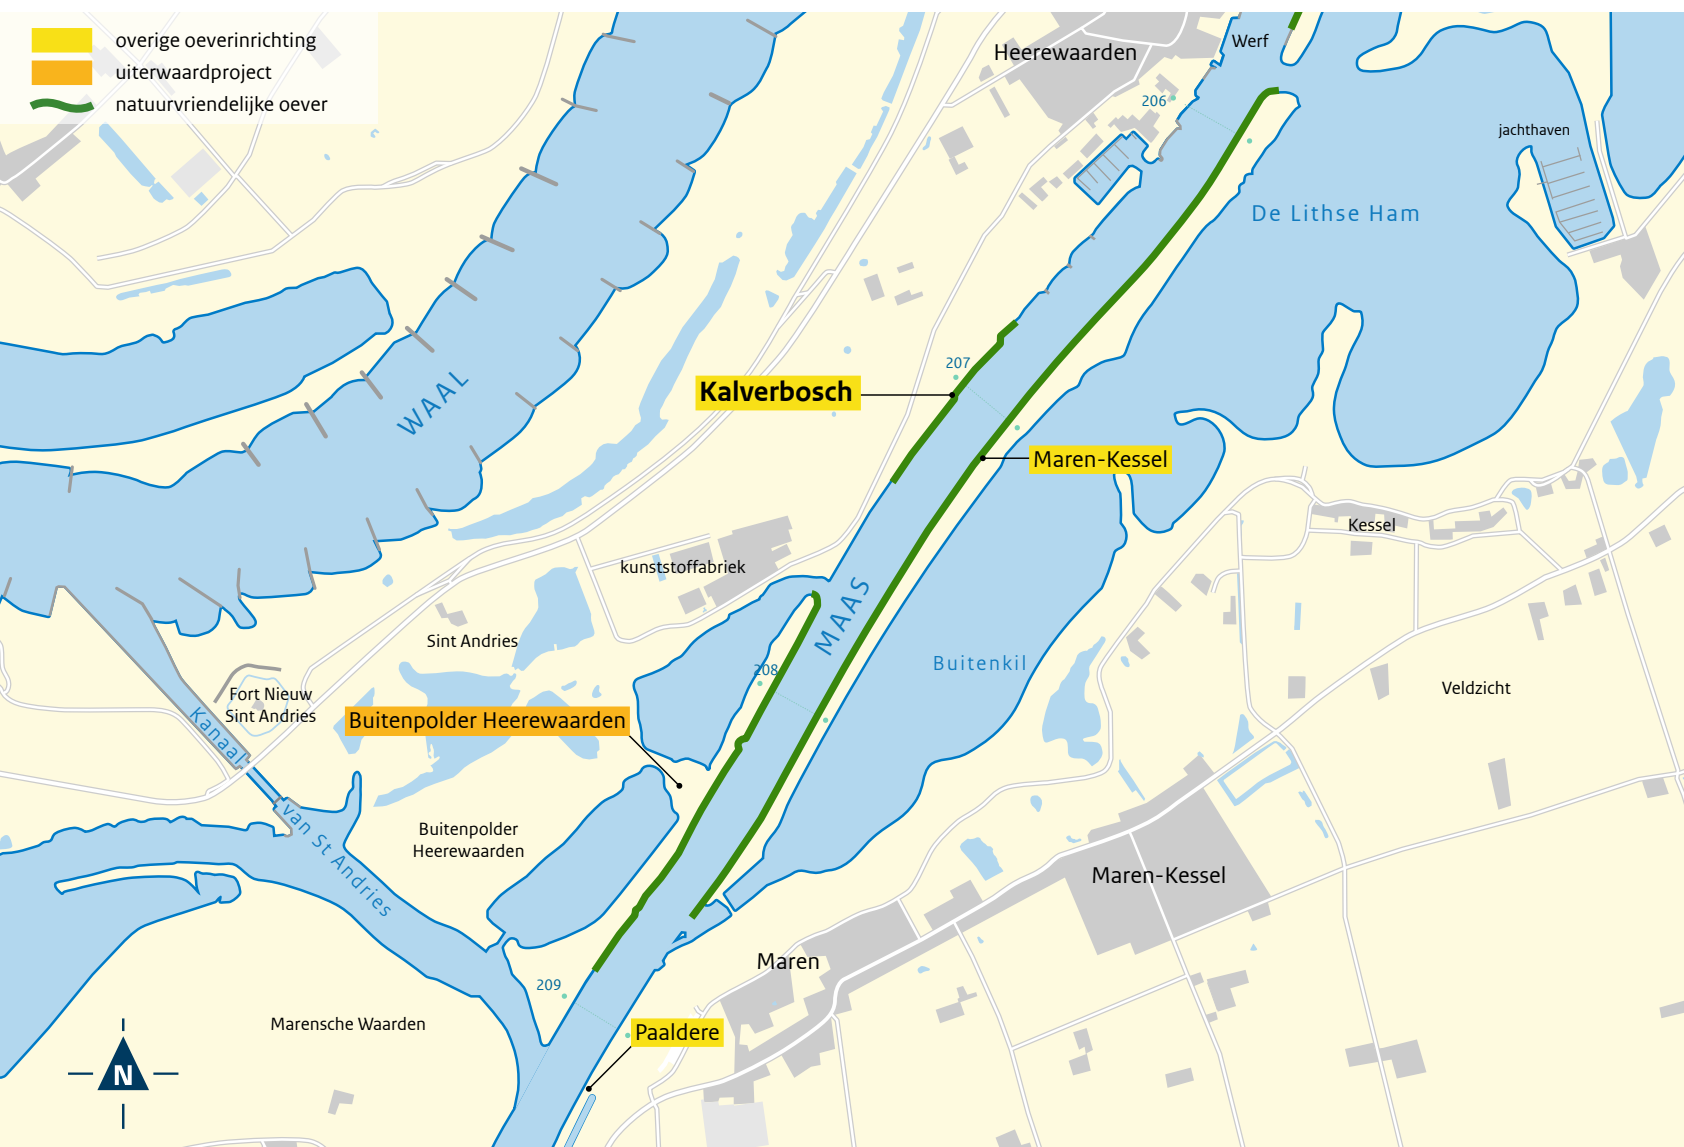 overige oeverinrichting
uiterwaardproject
natuurvriendelijke oever
Heerewaarden
Werf
206
jachthaven
De Lithse Ham
207
WAAL
Kalverbosch
Maren-Kessel
Kessel
kunststoffabriek
MAAS
Sint Andries
Buitenkil
208
Veldzicht
Fort Nieuw
Sint Andries
Buitenpolder Heerewaarden
Kanaal
van St Andries
Buitenpolder
Heerewaarden
Maren-Kessel
Maren
209
Marensche Waarden
Paaldere
N